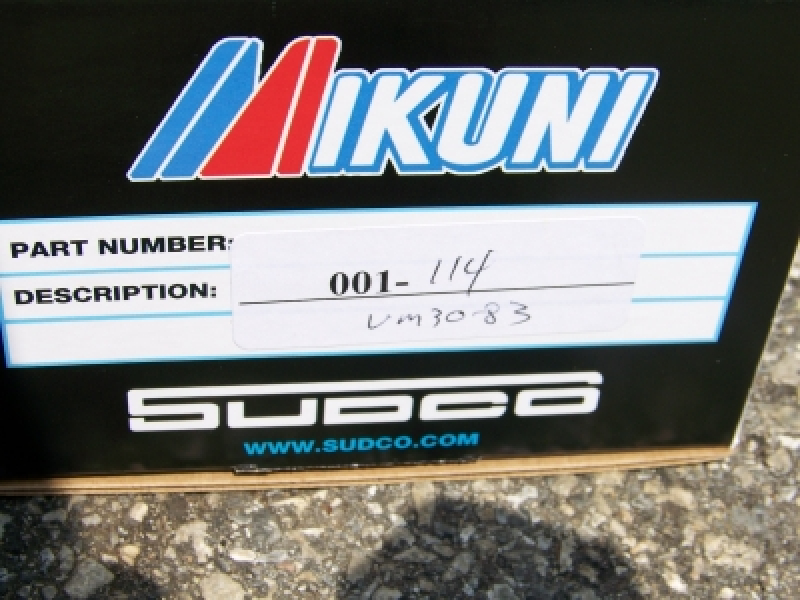 MIKUNI
PART NUMBER:
001-114
DESCRIPTION:
VM30-83
SUDCO
WWW.SUDCO.COM